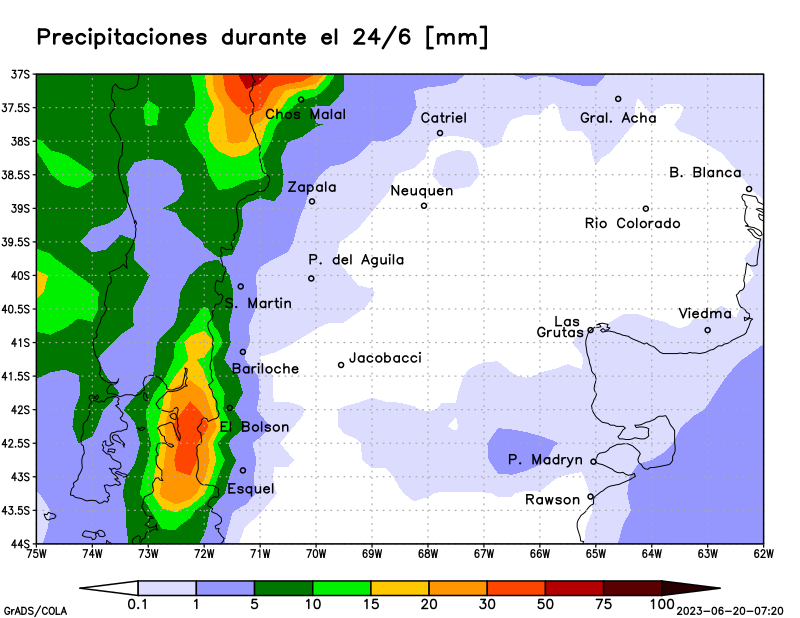 Precipitaciones durante el 24/6 [mm]
37S
37.5S
38S
38.5S
39S
39.5S
40S
40.5S
41S
41.5S
42S
42.5S
43S
43.5S
44S
Chos Malal
Catriel
Gral. Acha
B. Blanca
Zapala
Neuquen
Rio Colorado
P. del Aguila
S. Martin
Las
Grutas
Viedma
Bariloche
Jacobacci
El Bolson
P. Madryn
Esquel
Rawson
75W 74W 73W 72W 71W 70W 69W 68W 67W 66W 65W 64W 63W 62W
0.1 1 5 10 15 20 30 50 75 100
GrADS/COLA
2023-06-20-07:20